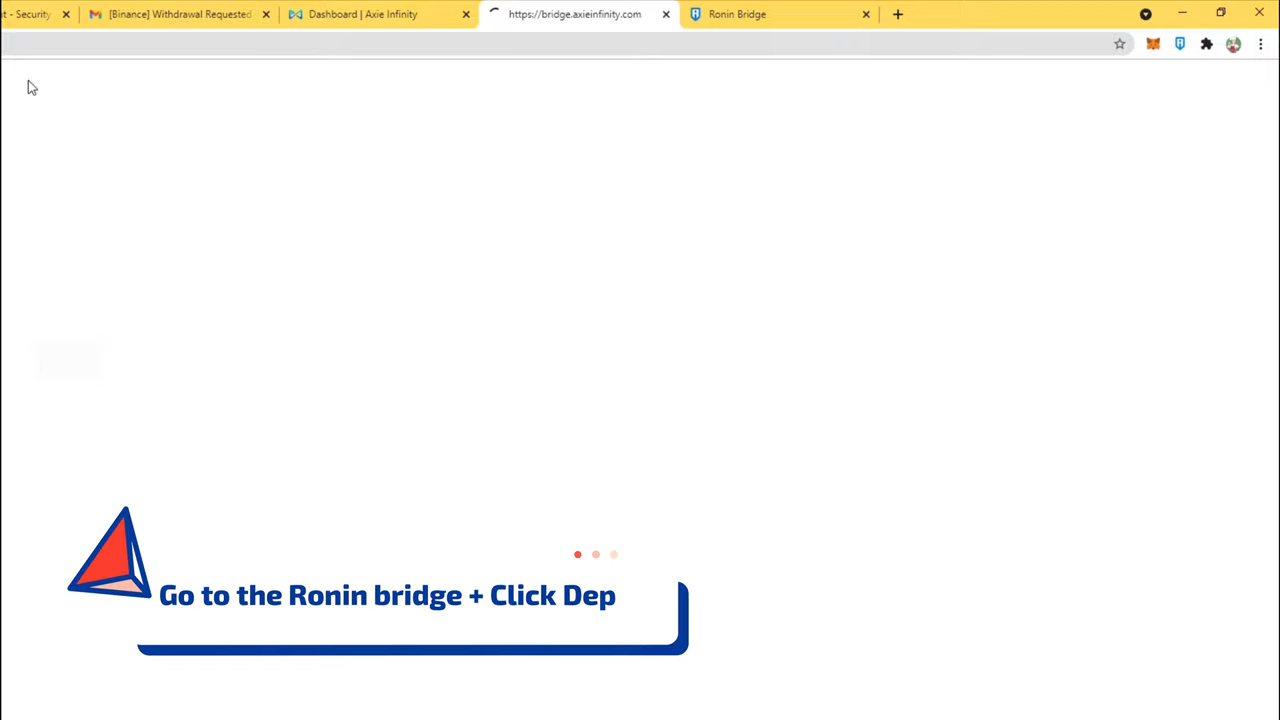 t - Security
[Binance] Withdrawal Requested
Dashboard | Axie Infinity
https://bridge.axieinfinity.com
Ronin Bridge
Go to the Ronin bridge + Click Dep